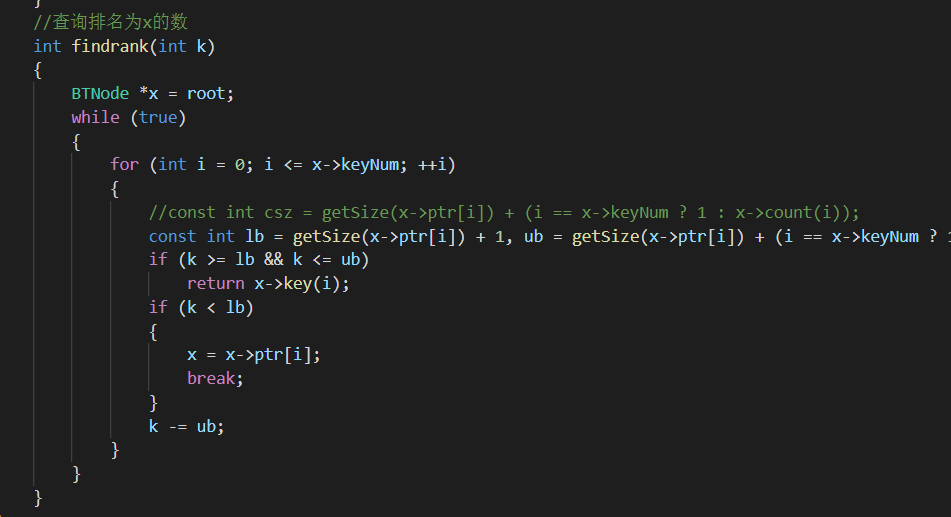 }
//查询排名为x的数
int findrank(int k)
{
BTNode *x = root;
while (true)
{
for (int i = 0; i <= x->keyNum; ++i)
{
//const int csz = getSize(x->ptr[i]) + (i == x->keyNum ? 1 : x->count(i));
const int lb = getSize(x->ptr[i]) + 1, ub = getSize(x->ptr[i]) + (i == x->keyNum ?
if (k >= lb && k <= ub)
return x->key(i);
if (k < lb)
{
x = x->ptr[i];
break;
}
k -= ub;
}
}
}